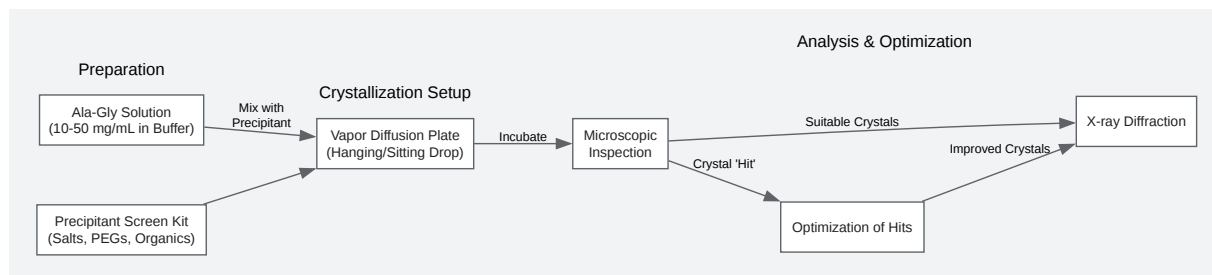 Analysis & Optimization
Preparation
Crystallization Setup
Ala-Gly Solution
(10-50 mg/mL in Buffer)
Mix with
Precipitant
Vapor Diffusion Plate
(Hanging/Sitting Drop)
Incubate
Microscopic
Inspection
Suitable Crystals
X-ray Diffraction
Improved Crystals
Crystal 'Hit'
Precipitant Screen Kit
(Salts, PEGs, Organics)
Optimization of Hits